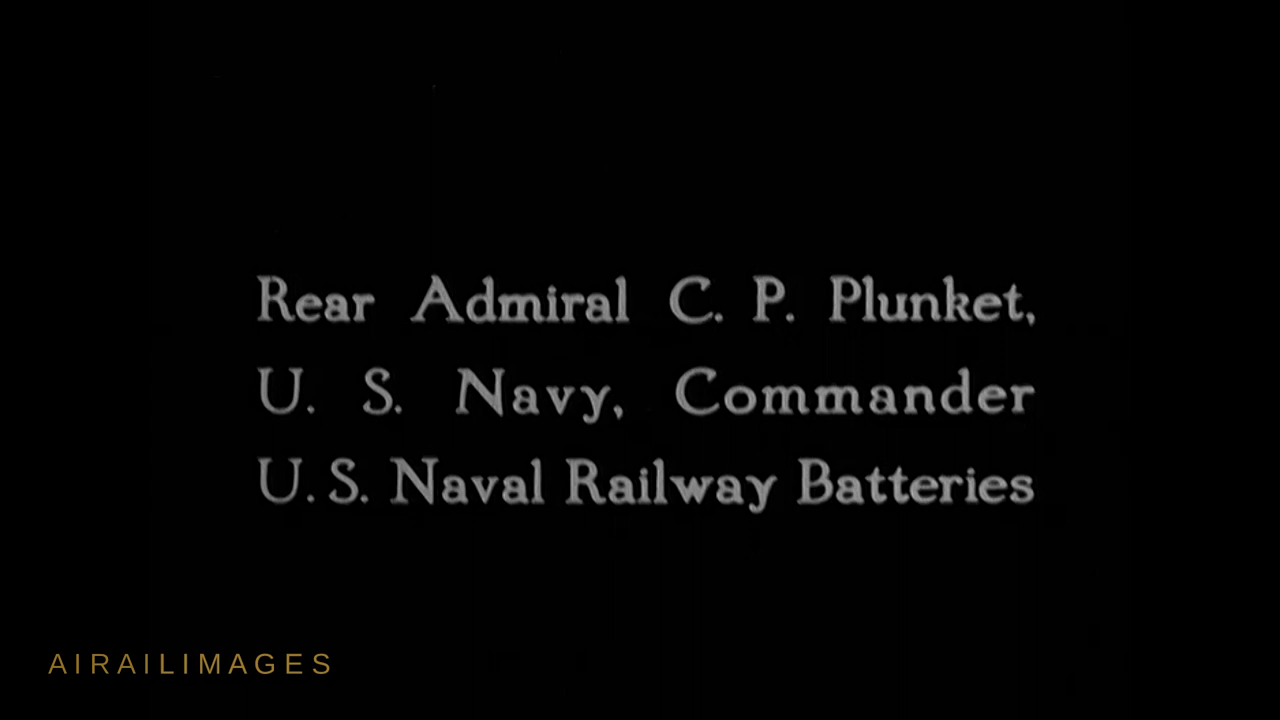 Rear Admiral C. P. Plunket,
U. S. Navy, Commander
U.S. Naval Railway Batteries
AIRAILIMAGES